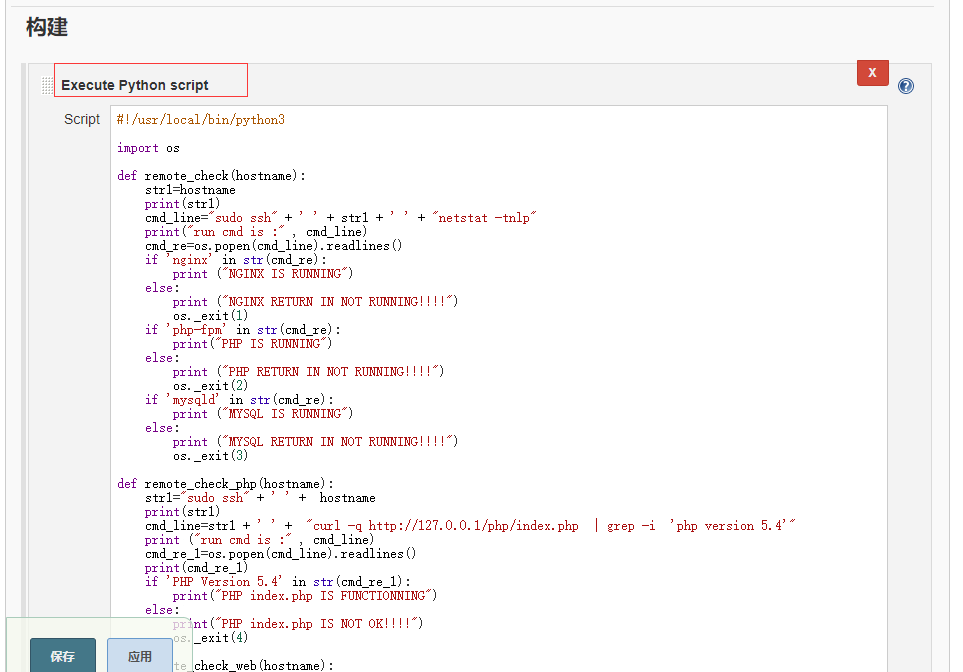 构建
Execute Python script
X
?
Script
#!/usr/local/bin/python3
import os
def remote_check(hostname):
str1=hostname
print(str1)
cmd_line="sudo ssh" + ' ' + str1 + ' ' + "netstat -tnlp"
print("run cmd is :" , cmd_line)
cmd_re=os.popen(cmd_line).readlines()
if 'nginx' in str(cmd_re):
print ("NGINX IS RUNNING")
else:
print ("NGINX RETURN IN NOT RUNNING!!!!")
os._exit(1)
if 'php-fpm' in str(cmd_re):
print("PHP IS RUNNING")
else:
print ("PHP RETURN IN NOT RUNNING!!!!")
os._exit(2)
if 'mysqld' in str(cmd_re):
print ("MYSQL IS RUNNING")
else:
print ("MYSQL RETURN IN NOT RUNNING!!!!")
os._exit(3)
def remote_check_php(hostname):
str1="sudo ssh" + ' ' +  hostname
print(str1)
cmd_line=str1 + ' ' +  "curl -q http://127.0.0.1/php/index.php  | grep -i  'php version 5.4'"
print ("run cmd is :" , cmd_line)
cmd_re_1=os.popen(cmd_line).readlines()
print(cmd_re_1)
if 'PHP Version 5.4' in str(cmd_re_1):
print("PHP index.php IS FUNCTIONNING")
else:
print("PHP index.php IS NOT OK!!!!")
os._exit(4)
te_check_web(hostname):
保存
应用